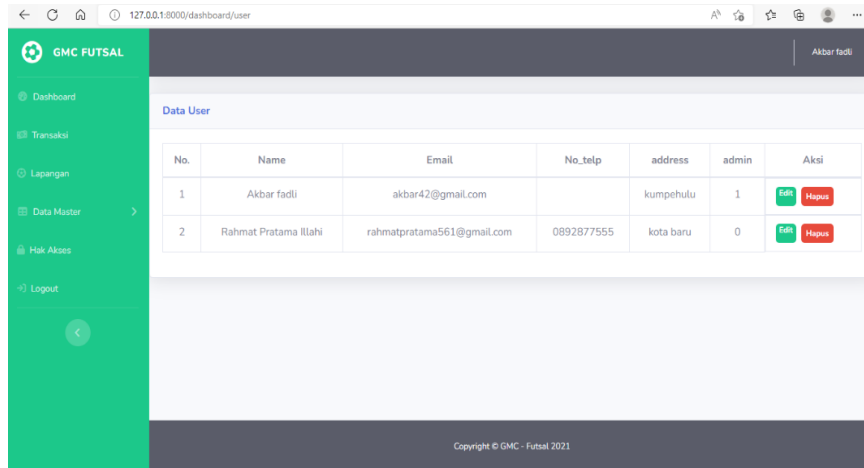 127.0.0.1:8000/dashboard/user
GMC FUTSAL
Akbar fadli
Dashboard
Transaksi
Lapangan
Data Master
Hak Akses
Logout
Data User
No. Name Email No_telp address admin Aksi
1 Akbar fadli akbar42@gmail.com kumpehulu 1 Edit Hapus
2 Rahmat Pratama Illahi rahmatpratama561@gmail.com 0892877555 kota baru 0 Edit Hapus
Copyright © GMC - Futsal 2021